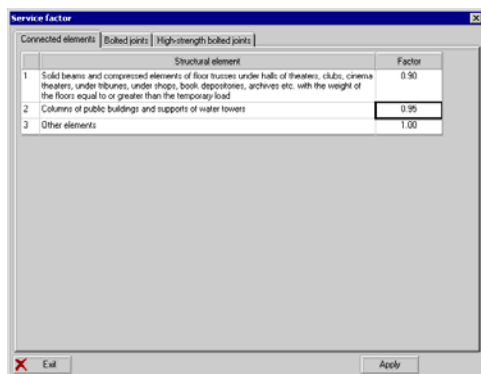 Service factor
Connected elements Bolted joints High-strength bolted joints
Structural element Factor
1 Solid beams and compressed elements of floor trusses under halls of theaters, clubs, cinema 0.90
theaters, under tribunes, under shops, book depositories, archives etc. with the weight of
the floors equal to or greater than the temporary load
2 Columns of public buildings and supports of water towers 0.95
3 Other elements 1.00
Exit Apply